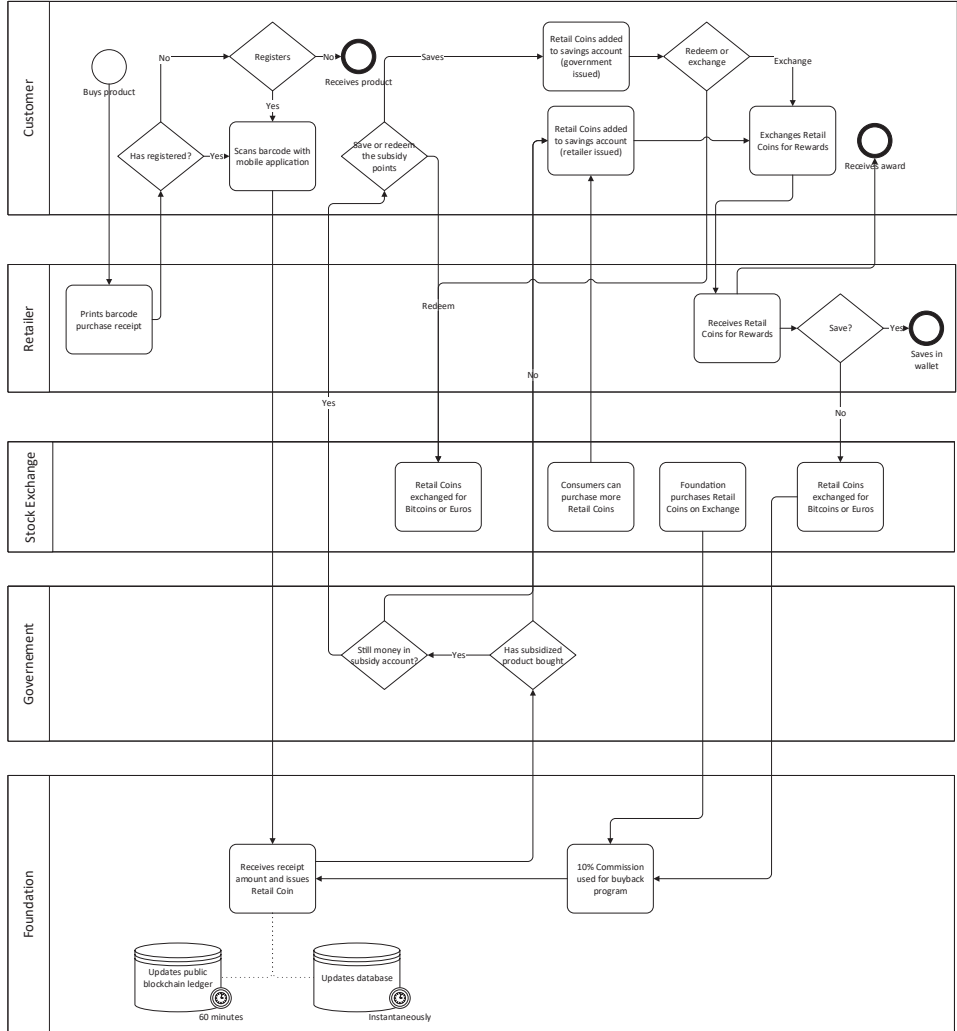 Customer
Buys product
No
Registers
No
Receives product
Yes
Has registered?
Yes
Scans barcode with
mobile application
Saves
Save or redeem
the subsidy
points
Retail Coins added
to savings account
(government
issued)
Redeem or
exchange
Exchange
Retail Coins added
to savings account
(retailer issued)
Exchanges Retail
Coins for Rewards
Receives award
Retailer
Prints barcode
purchase receipt
Redeem
Receives Retail
Coins for Rewards
Save?
Yes
Saves in
wallet
Yes
No
No
Stock Exchange
Retail Coins
exchanged for
Bitcoins or Euros
Consumers can
purchase more
Retail Coins
Foundation
purchases Retail
Coins on Exchange
Retail Coins
exchanged for
Bitcoins or Euros
Governement
Still money in
subsidy account?
Yes
Has subsidized
product bought
Foundation
Receives receipt
amount and issues
Retail Coin
10% Commission
used for buyback
program
Updates public
blockchain ledger
60 minutes
Updates database
Instantaneously